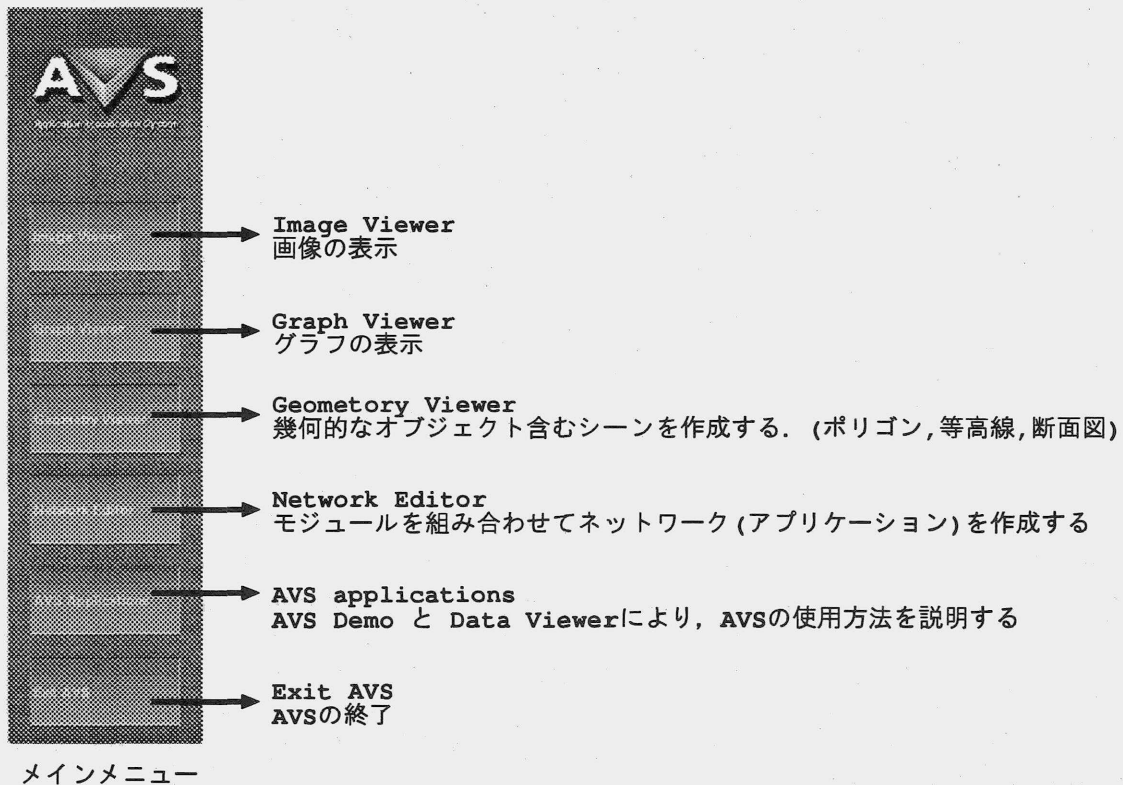 AVS
Image Viewer
画像の表示
Graph Viewer
グラフの表示
Geometory Viewer
幾何的なオブジェクト含むシーンを作成する. (ポリゴン,等高線,断面図)
Network Editor
モジュールを組み合わせてネットワーク(アプリケーション)を作成する
AVS applications
AVS Demo と Data Viewerにより, AVSの使用方法を説明する
Exit AVS
Exit AVS
AVSの終了
メインメニュー